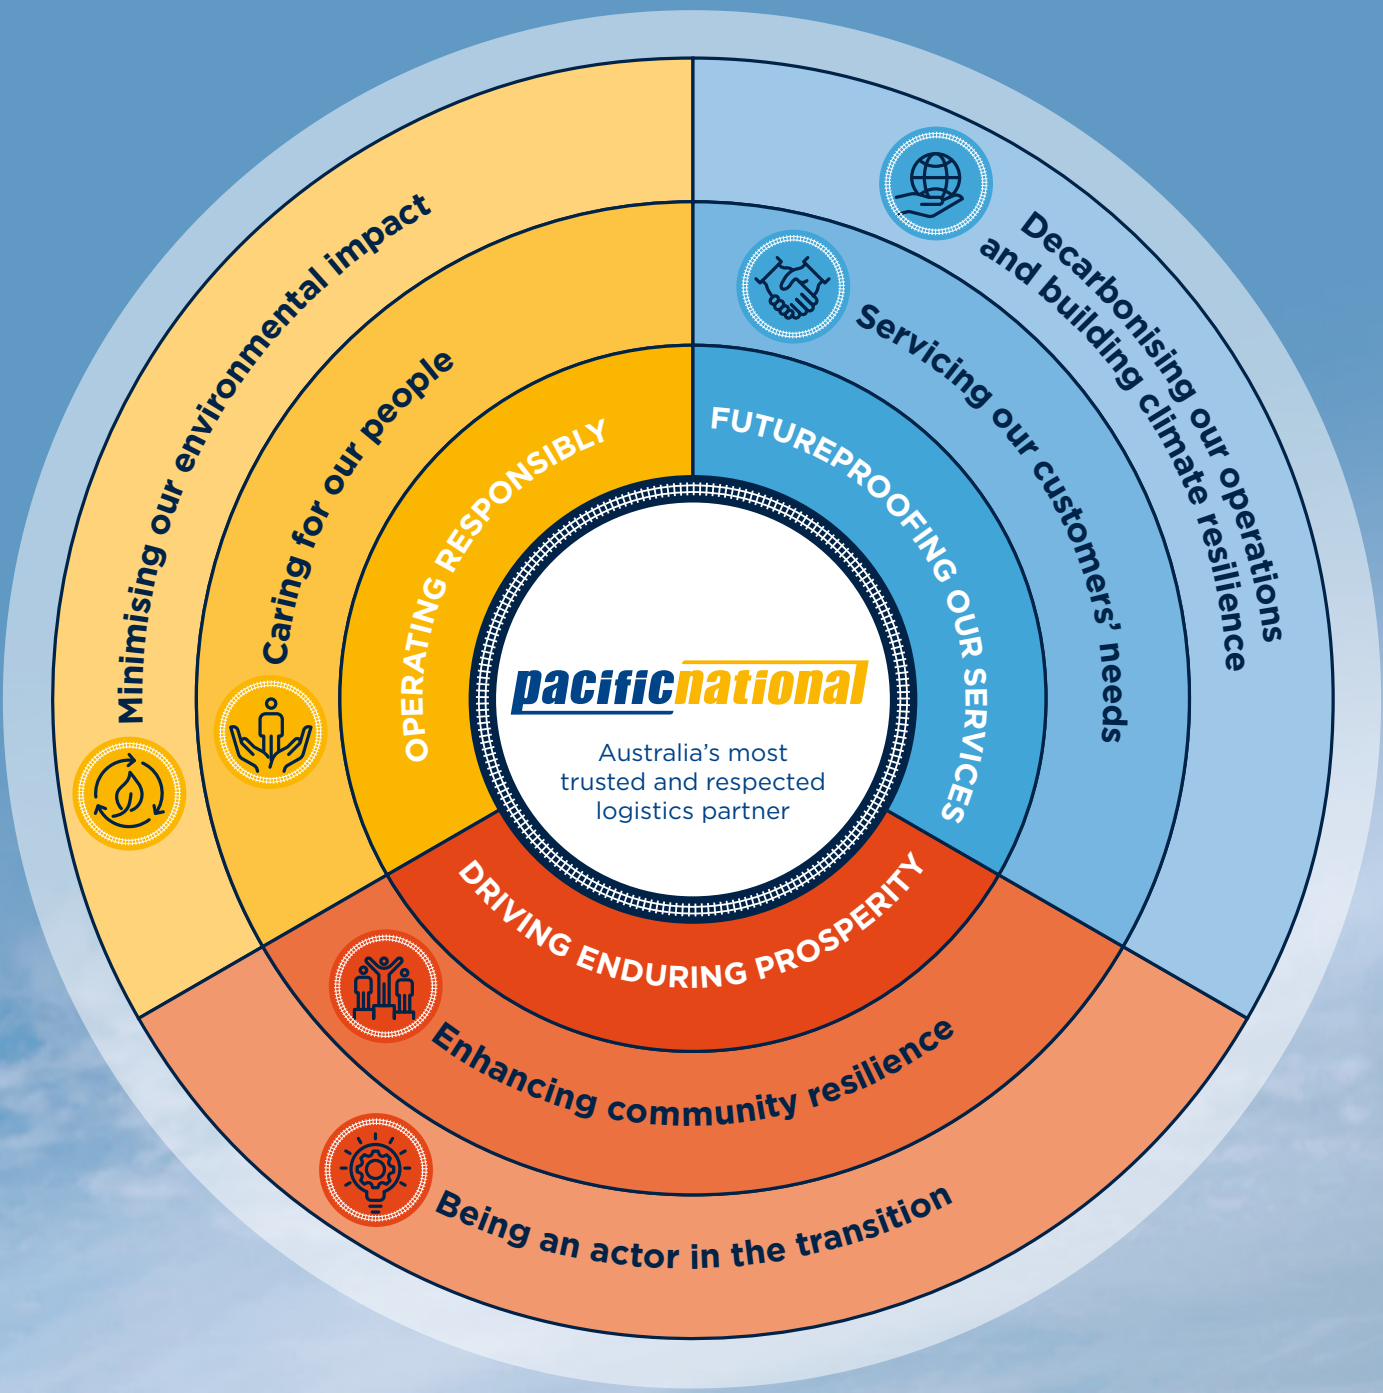 Minimising our environmental impact
Caring for our people
OPERATING RESPONSIBLY
Decarbonising our operations
and building climate resilience
Servicing our customers' needs
FUTUREPROOFING OUR SERVICES
pacificnational
Australia's most
trusted and respected
logistics partner
DRIVING ENDURING PROSPERITY
Enhancing community resilience
Being an actor in the transition